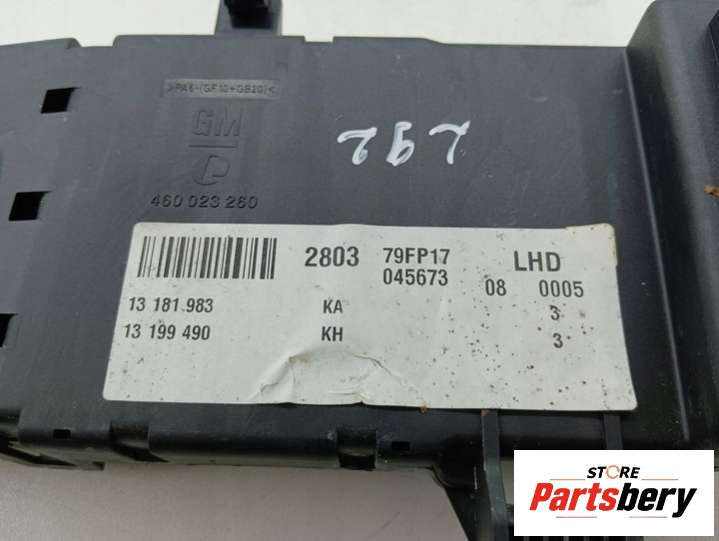 >PA6-(GF10+GB20)<
GM
P
460 023 260
L92
2803 79FP17 LHD
045673 08 0005
13 181 983 KA 3
13 199 490 KH 3
STORE
Partsbery